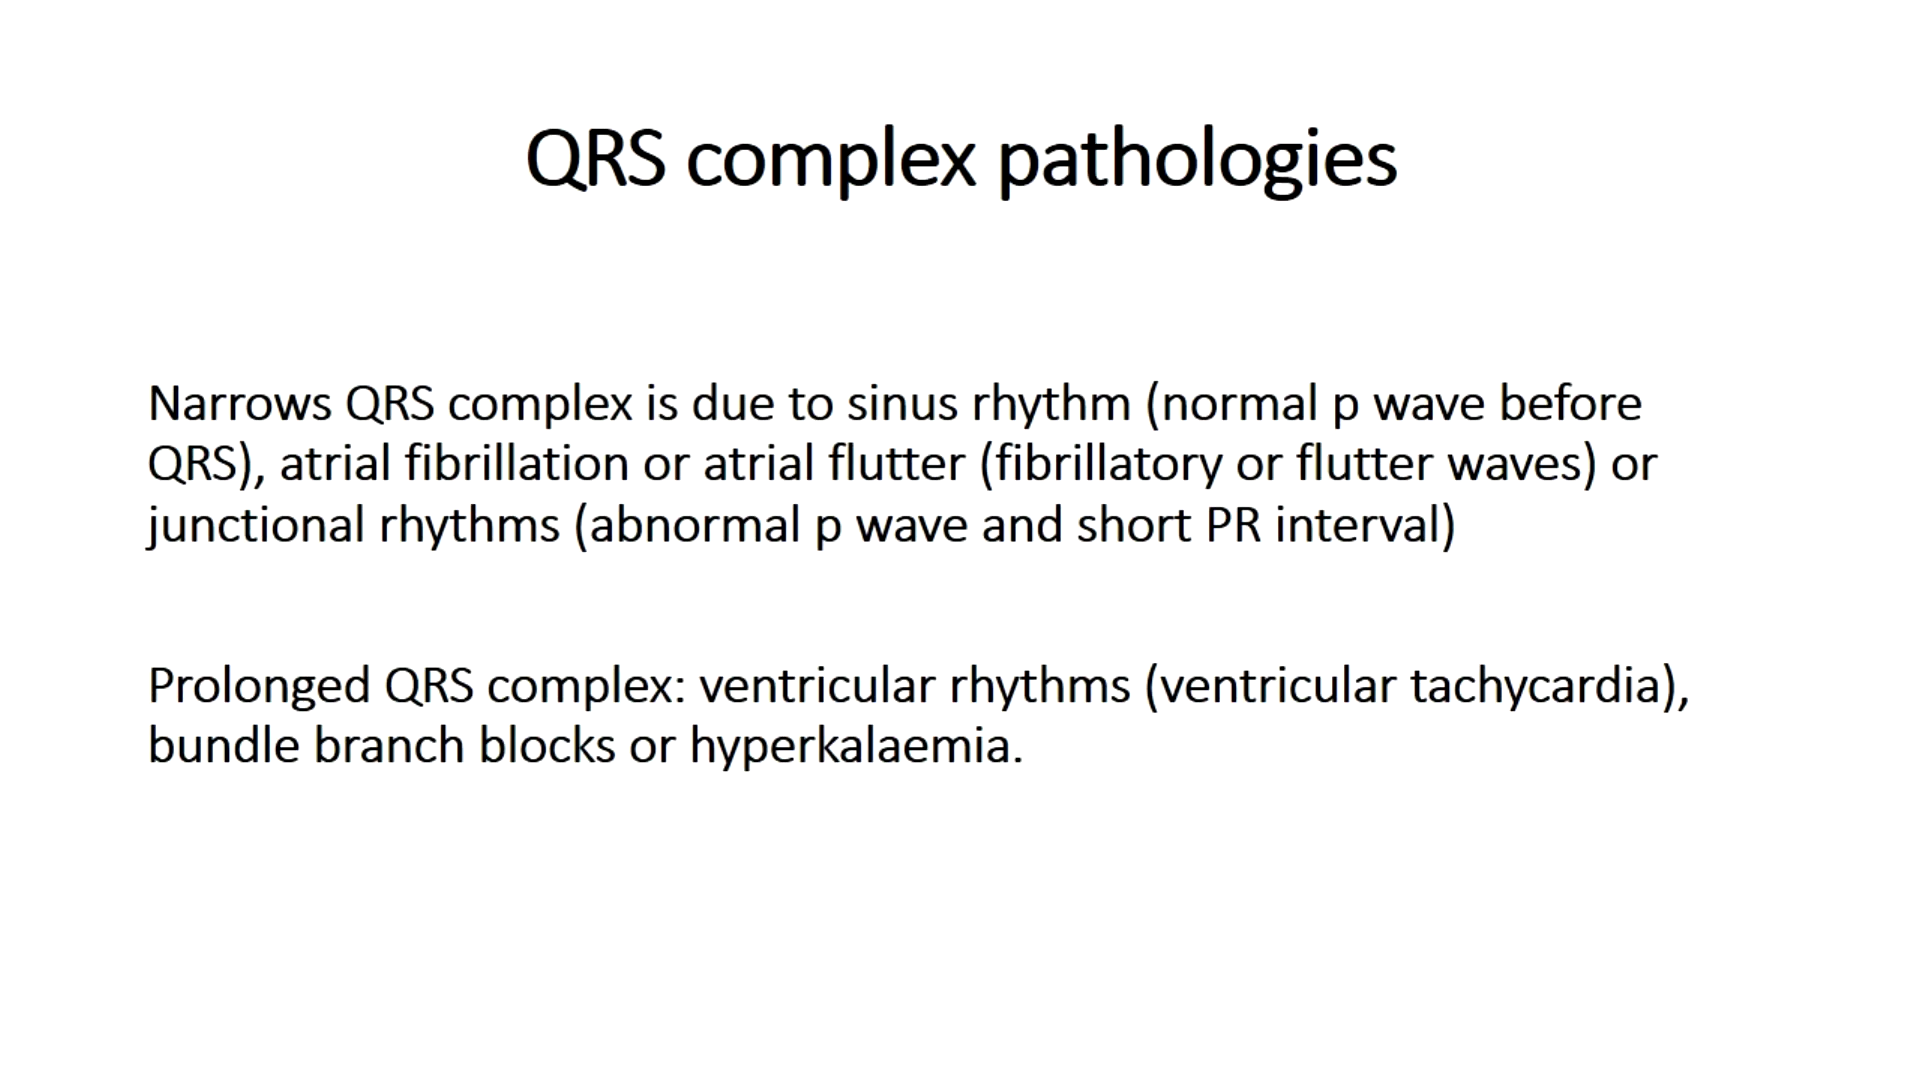 QRS complex pathologies
Narrows QRS complex is due to sinus rhythm (normal p wave before
QRS), atrial fibrillation or atrial flutter (fibrillatory or flutter waves) or
junctional rhythms (abnormal p wave and short PR interval)
Prolonged QRS complex: ventricular rhythms (ventricular tachycardia),
bundle branch blocks or hyperkalaemia.